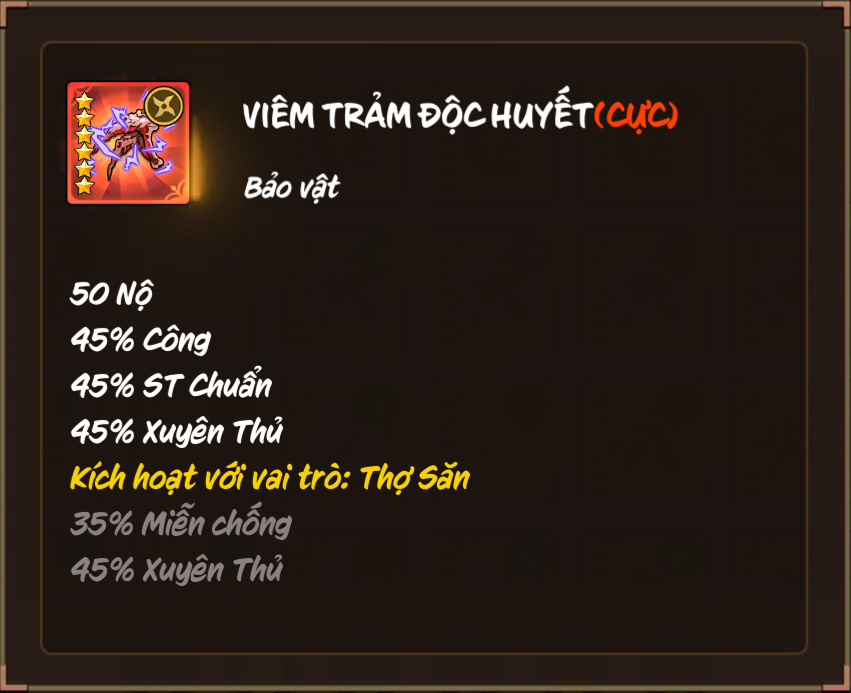 VIÊM TRẢM ĐỘC HUYẾT(CỰC)
Bảo vật
50 Nộ
45% Công
45% ST Chuẩn
45% Xuyên Thủ
Kích hoạt với vai trò: Thợ Săn
35% Miễn chống
45% Xuyên Thủ